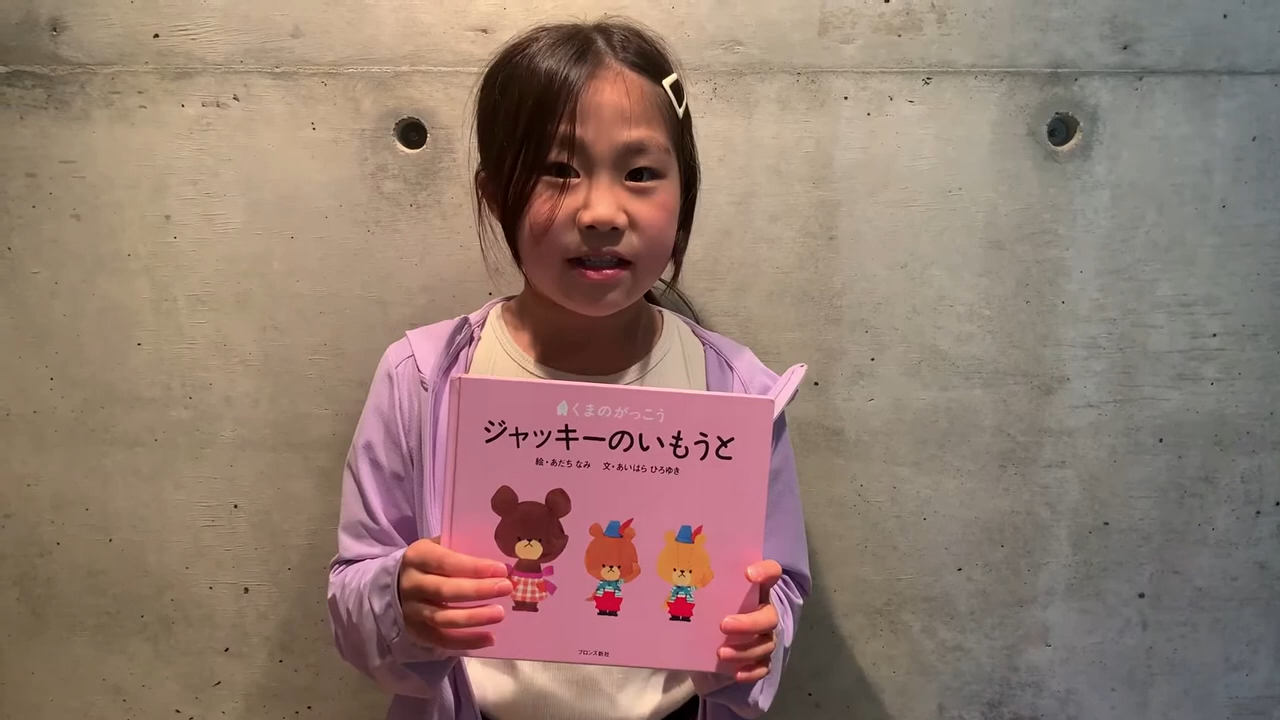 くまのがっこう
ジャッキーのいもうと
絵・あだち なみ　文・あいはら ひろゆき
ブロンズ新社